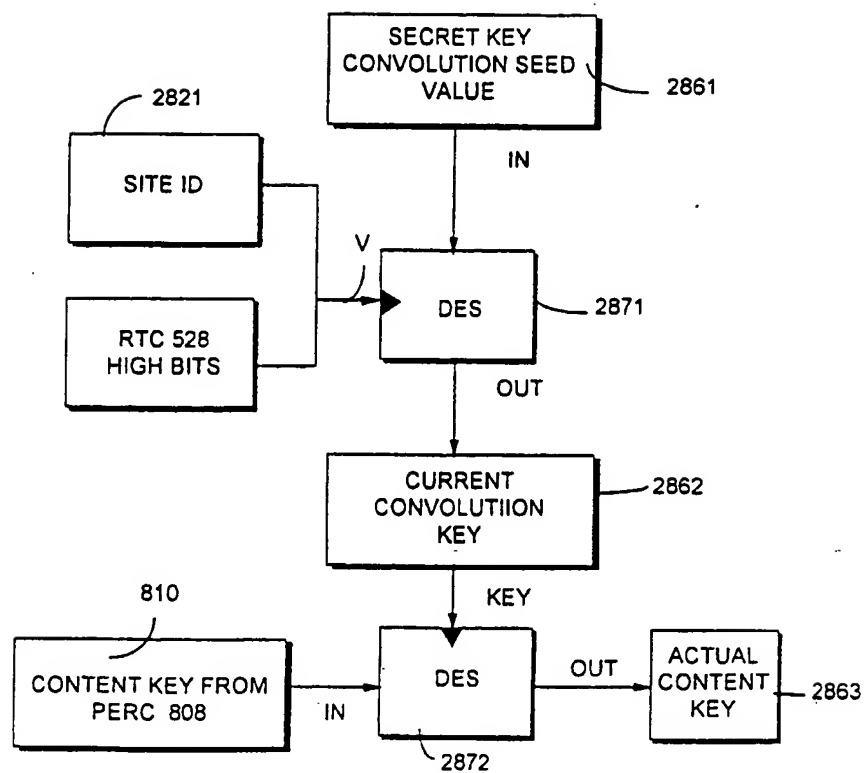 SECRET KEY
CONVOLUTION SEED
VALUE
2861
2821
IN
SITE ID
V
DES
2871
RTC 528
HIGH BITS
OUT
CURRENT
CONVOLUTIION
KEY
2862
KEY
810
CONTENT KEY FROM
PERC 808
IN
DES
OUT
ACTUAL
CONTENT
KEY
2863
2872